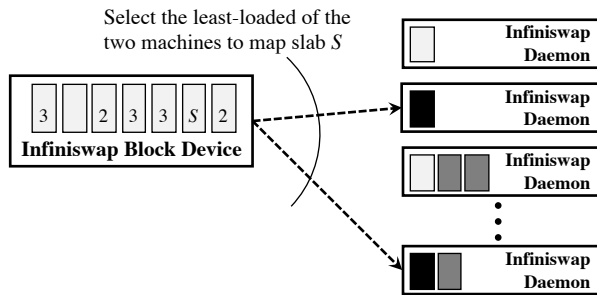 Select the least-loaded of the
two machines to map slab S
3 2 3 3 S 2
Infiniswap Block Device
Infiniswap
Daemon
Infiniswap
Daemon
Infiniswap
Daemon
Infiniswap
Daemon